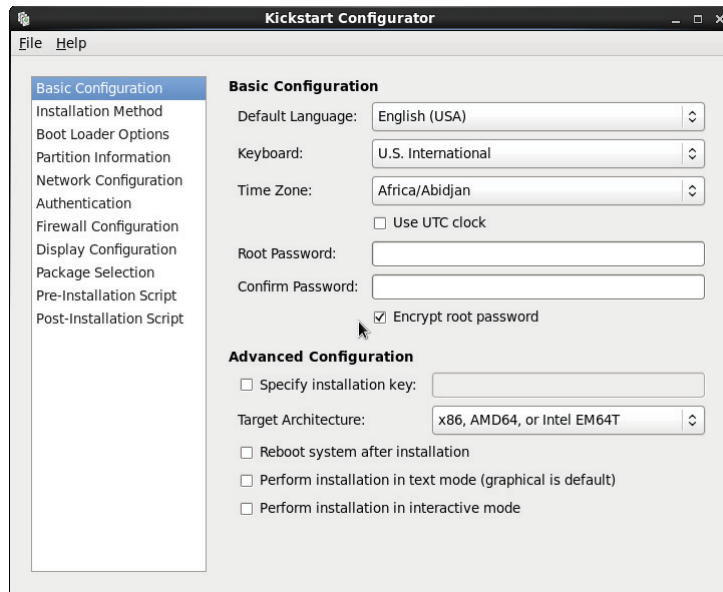 Kickstart Configurator
File Help
Basic Configuration
Installation Method
Boot Loader Options
Partition Information
Network Configuration
Authentication
Firewall Configuration
Display Configuration
Package Selection
Pre-Installation Script
Post-Installation Script
Basic Configuration
Default Language: English (USA)
Keyboard: U.S. International
Time Zone: Africa/Abidjan
Use UTC clock
Root Password:
Confirm Password:
Encrypt root password
Advanced Configuration
Specify installation key:
Target Architecture: x86, AMD64, or Intel EM64T
Reboot system after installation
Perform installation in text mode (graphical is default)
Perform installation in interactive mode